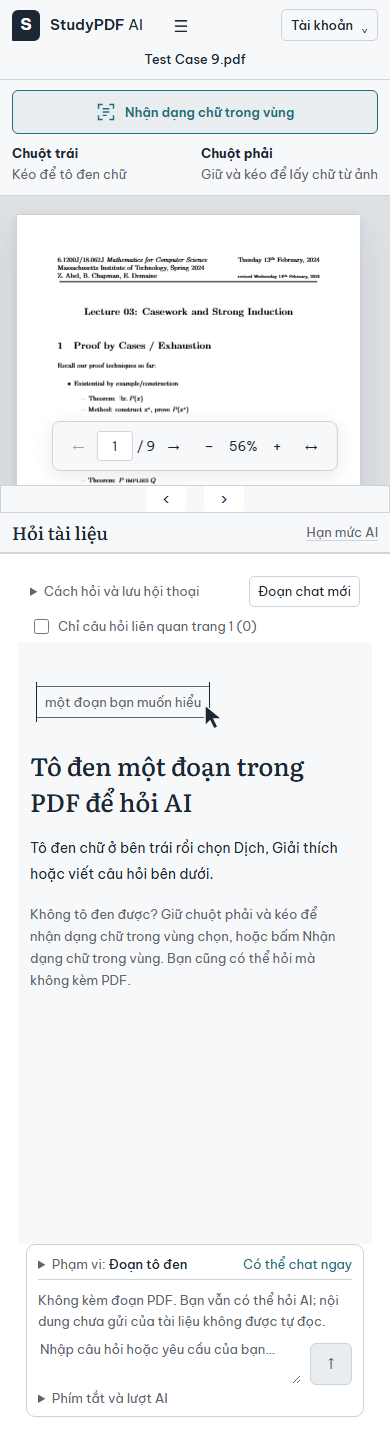 S StudyPDF AI ☰ Tài khoản
Test Case 9.pdf
Nhận dạng chữ trong vùng
Chuột trái Chuột phải
Kéo để tô đen chữ Giữ và kéo để lấy chữ từ ảnh
6.1200J/18.062J Mathematics for Computer Science Tuesday 13th February, 2024
Massachusetts Institute of Technology, Spring 2024
Z. Abel, B. Chapman, E. Demaine revised Wednesday 14th February, 2024
Lecture 03: Casework and Strong Induction
1 Proof by Cases / Exhaustion
Recall our proof techniques so far:
• Existential by example/construction
– Theorem: ∃x. P(x)
– Method: construct x*, prove P(x*)
← 1 / 9 → − 56% + ↔
– Theorem: P IMPLIES Q
‹ ›
Hỏi tài liệu Hạn mức AI
▶ Cách hỏi và lưu hội thoại Đoạn chat mới
Chỉ câu hỏi liên quan trang 1 (0)
một đoạn bạn muốn hiểu
Tô đen một đoạn trong
PDF để hỏi AI
Tô đen chữ ở bên trái rồi chọn Dịch, Giải thích
hoặc viết câu hỏi bên dưới.
Không tô đen được? Giữ chuột phải và kéo để
nhận dạng chữ trong vùng chọn, hoặc bấm Nhận
dạng chữ trong vùng. Bạn cũng có thể hỏi mà
không kèm PDF.
▶ Phạm vi: Đoạn tô đen Có thể chat ngay
Không kèm đoạn PDF. Bạn vẫn có thể hỏi AI; nội
dung chưa gửi của tài liệu không được tự đọc.
Nhập câu hỏi hoặc yêu cầu của bạn... ↑
▶ Phím tắt và lượt AI